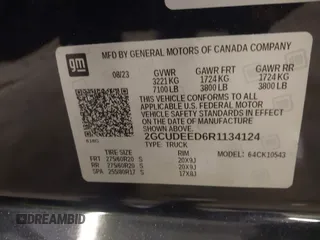 MFD BY GENERAL MOTORS OF CANADA COMPANY
gm
08/23 GVWR GAWR FRT GAWR RR
3221 KG 1724 KG 1724 KG
7100 LB 3800 LB 3800 LB
THIS VEHICLE CONFORMS TO ALL
APPLICABLE U.S. FEDERAL MOTOR
VEHICLE SAFETY STANDARDS IN
EFFECT ON THE DATE OF
MANUFACTURE SHOWN ABOVE.
2GCUDEED6R1134124
TYPE: TRUCK
MODEL: 64CK10543
TIRE SIZE RIM
FRT 275/60R20 S 20X9J
RR 275/60R20 S 20X9J
SPA 255/80R17 S 17X8J
© DREAMBID DREAMBID